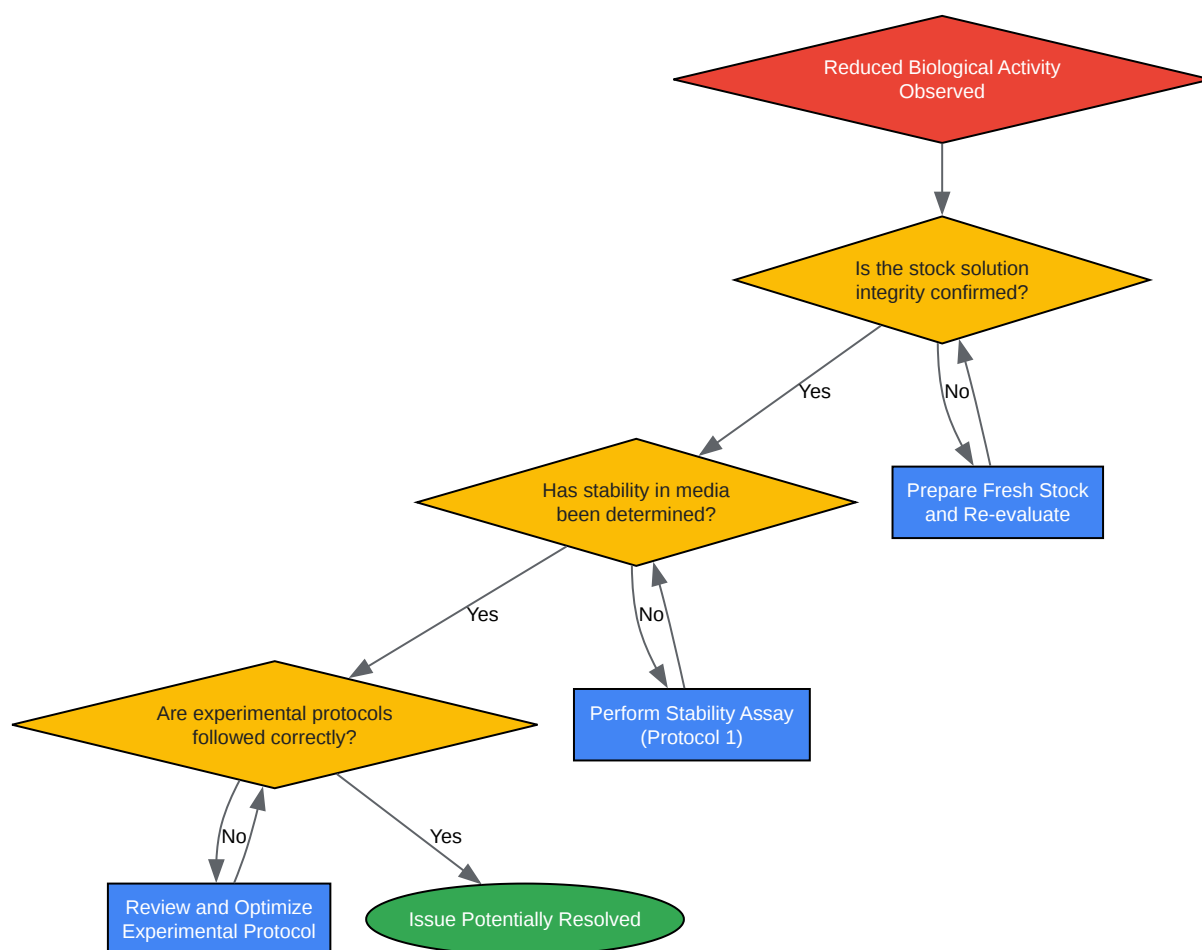 Reduced Biological Activity
Observed
Is the stock solution
integrity confirmed?
Yes
No
Has stability in media
been determined?
Prepare Fresh Stock
and Re-evaluate
Yes
No
Are experimental protocols
followed correctly?
Perform Stability Assay
(Protocol 1)
No
Yes
Review and Optimize
Experimental Protocol
Issue Potentially Resolved